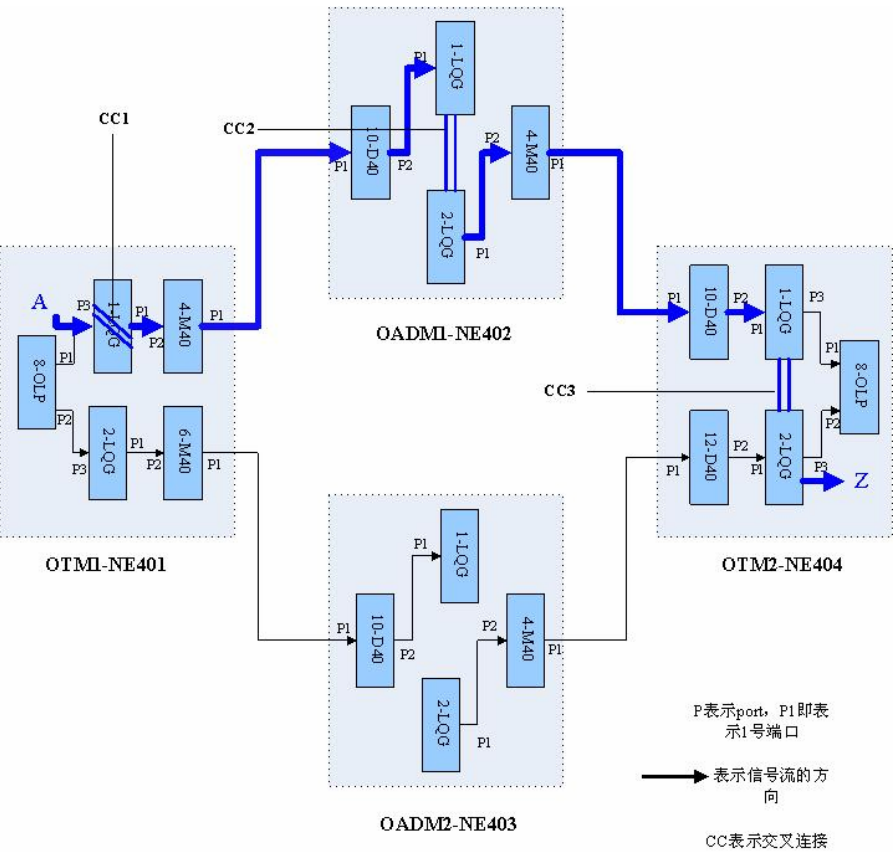 CC1
A
P3
1-LQG
P1
P2
4-M40
P1
8-OLP
P1
P2
P3
2-LQG
P1
P2
6-M40
P1
OTM1-NE401
CC2
P1
10-D40
P2
P1
1-LQG
2-LQG
P1
P2
4-M40
P1
OADM1-NE402
P1
10-D40
P2
P1
1-LQG
2-LQG
P1
P2
4-M40
P1
OADM2-NE403
CC3
P1
10-D40
P2
P1
1-LQG
P3
P1
8-OLP
P2
P1
12-D40
P2
P1
2-LQG
P3
Z
OTM2-NE404
P表示port，P1即表
示1号端口
表示信号流的方
向
CC表示交叉连接